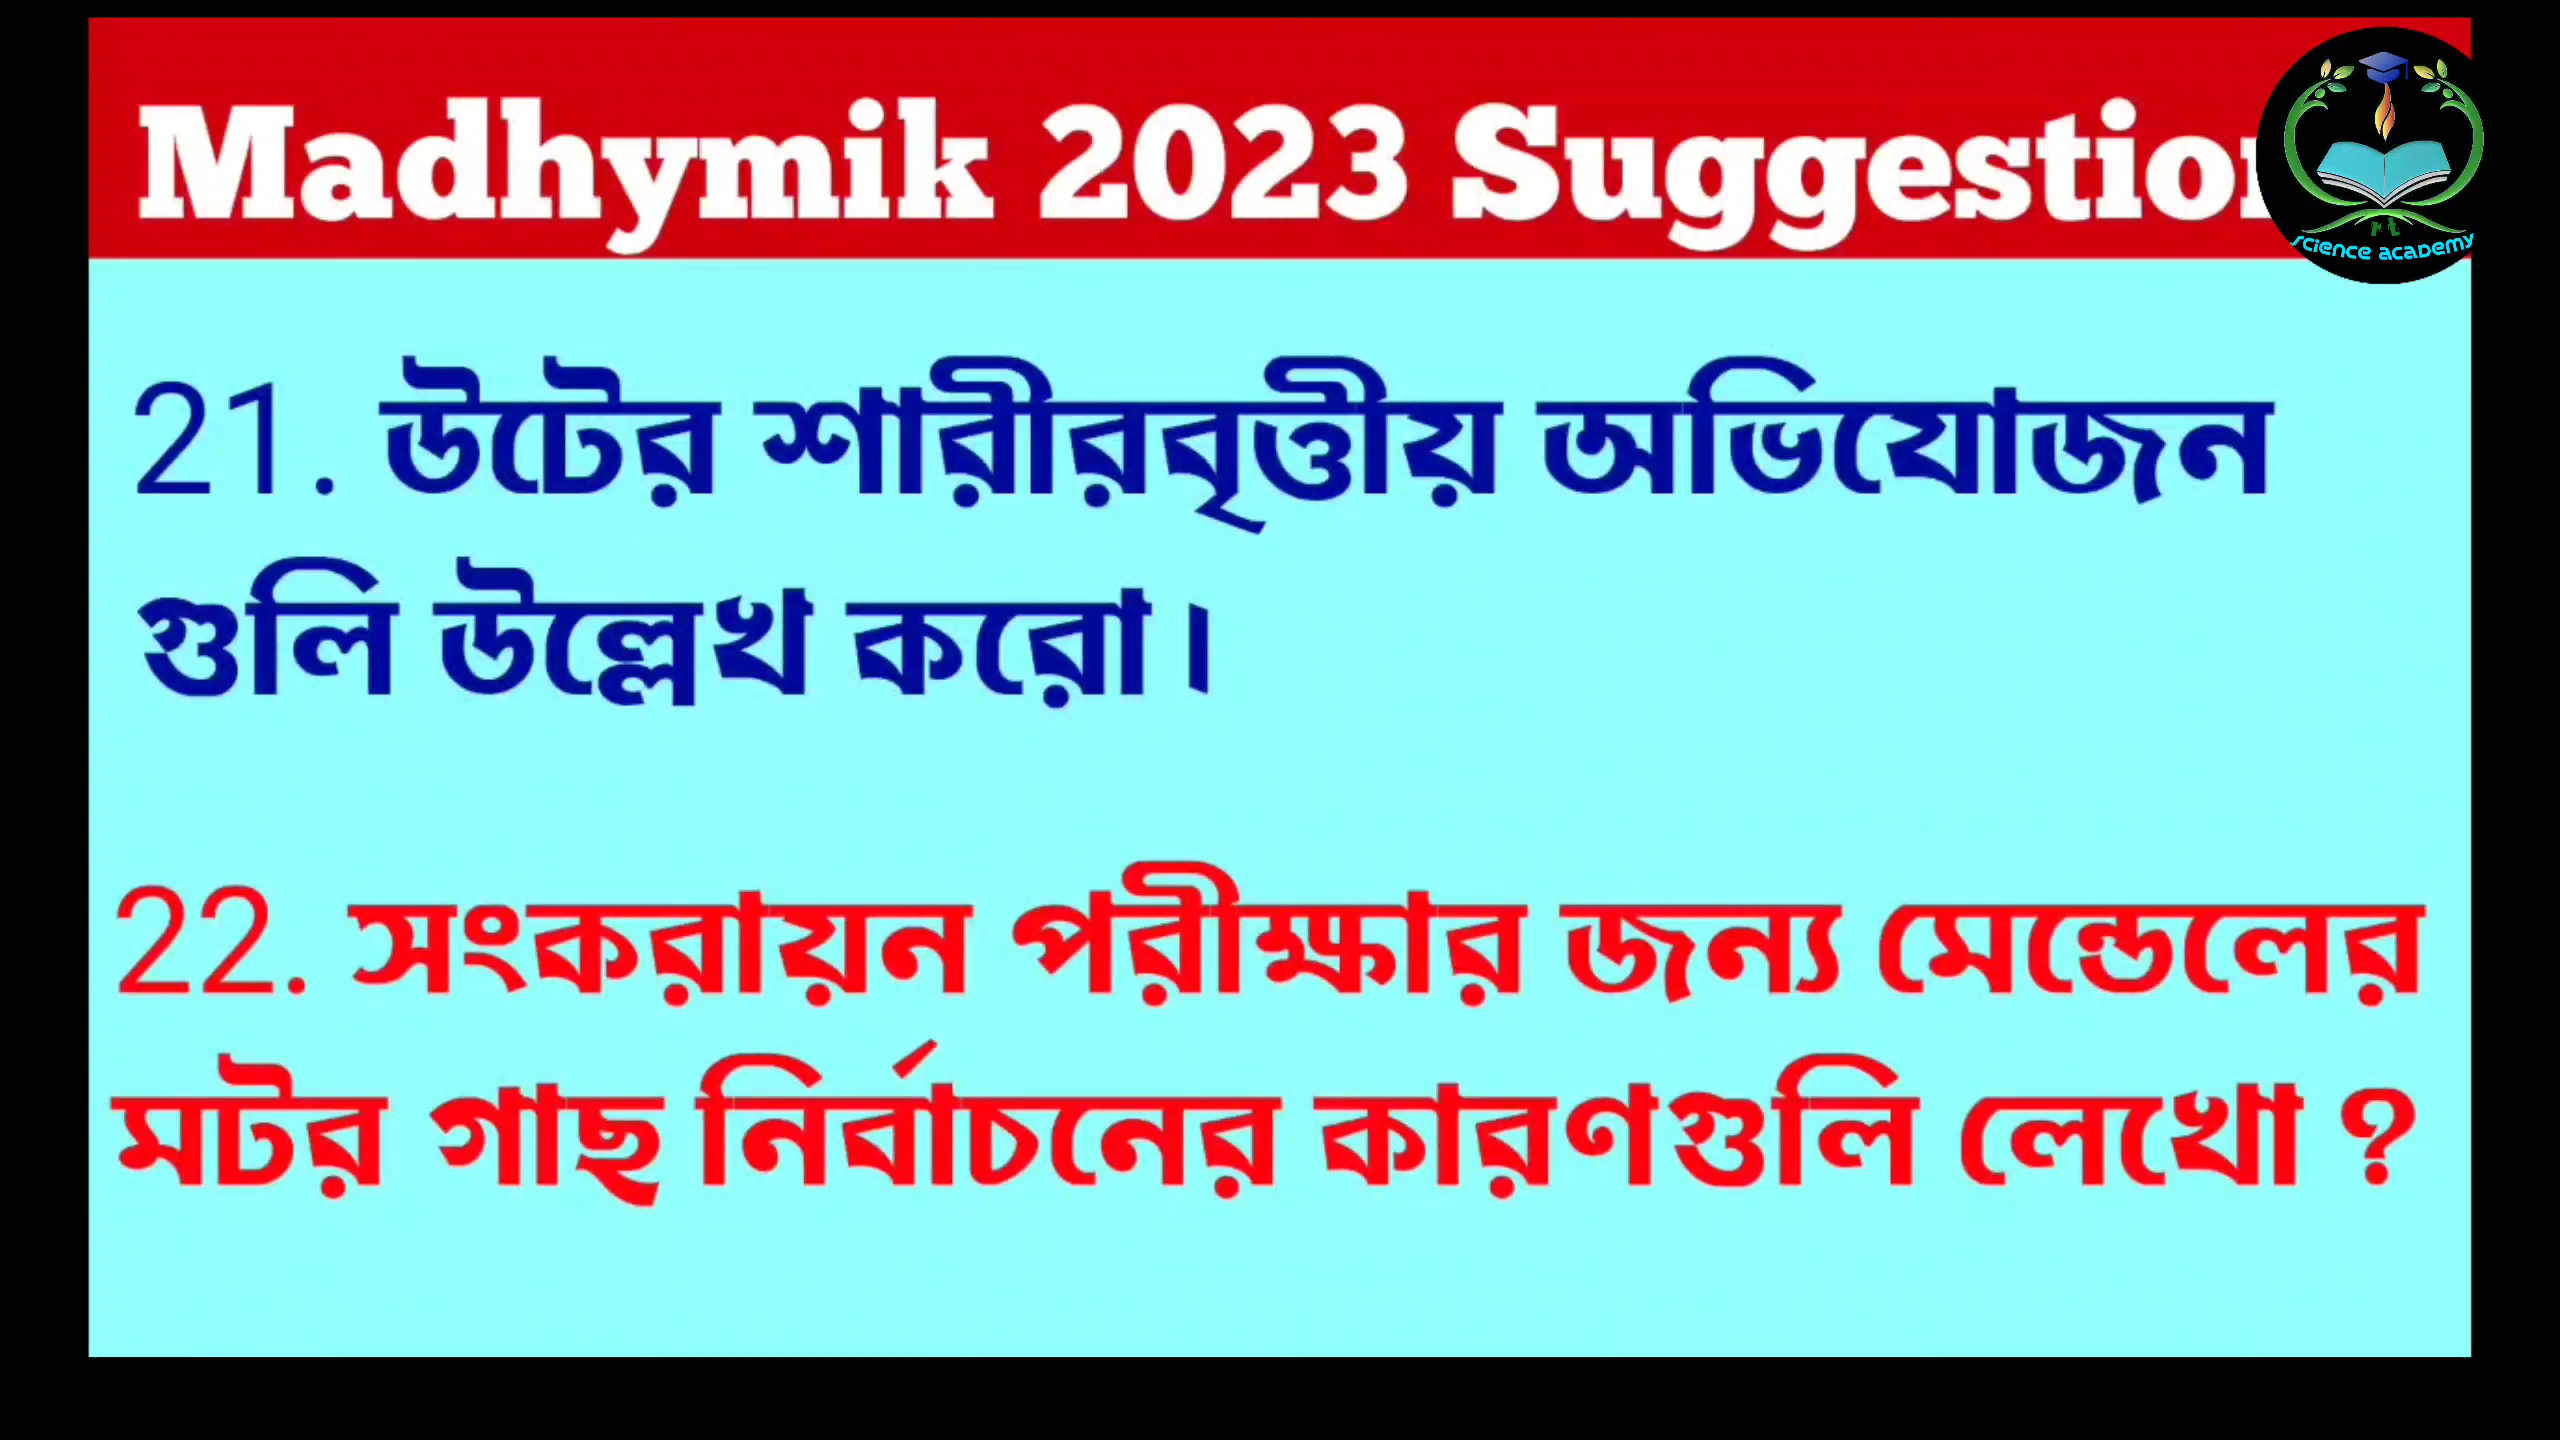 Madhymik 2023 Suggestion
rt
science academy
21. উটের শারীরবৃত্তীয় অভিযোজন
গুলি উল্লেখ করো।
22. সংকরায়ন পরীক্ষার জন্য মেন্ডেলের
মটর গাছ নির্বাচনের কারণগুলি লেখো ?